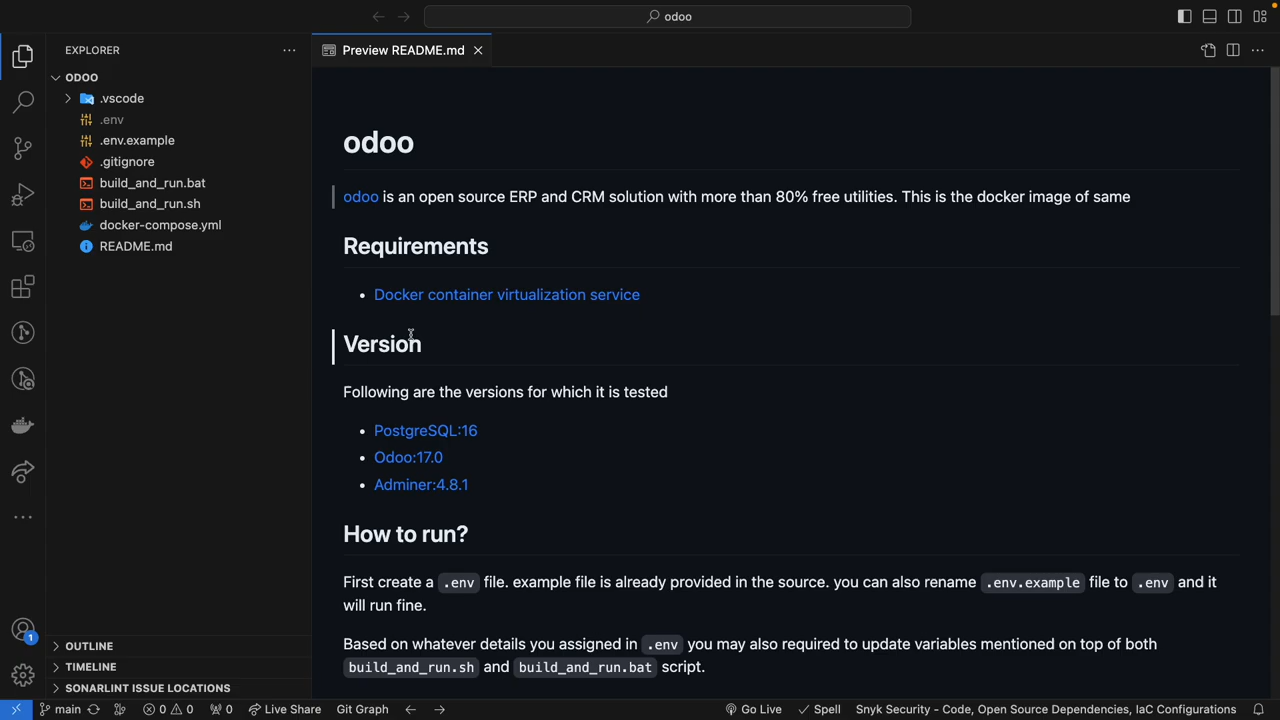 odoo
EXPLORER
Preview README.md
ODOO
.vscode
.env
.env.example
.gitignore
build_and_run.bat
build_and_run.sh
docker-compose.yml
README.md
OUTLINE
TIMELINE
SONARLINT ISSUE LOCATIONS
odoo
odoo is an open source ERP and CRM solution with more than 80% free utilities. This is the docker image of same
Requirements
Docker container virtualization service
Version
Following are the versions for which it is tested
PostgreSQL:16
Odoo:17.0
Adminer:4.8.1
How to run?
First create a .env file. example file is already provided in the source. you can also rename .env.example file to .env and it
will run fine.
Based on whatever details you assigned in .env you may also required to update variables mentioned on top of both
build_and_run.sh and build_and_run.bat script.
1
main 0 0 0 Live Share Git Graph Go Live Spell Snyk Security - Code, Open Source Dependencies, IaC Configurations